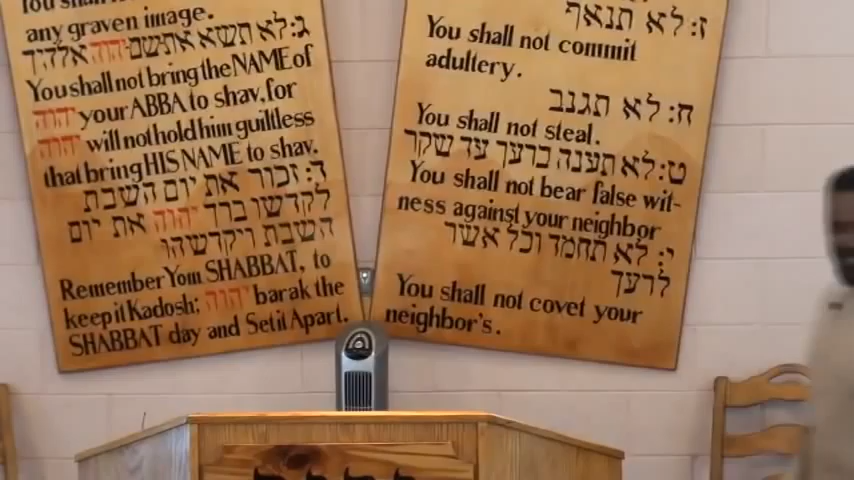 any graven image.
ג: לא תשא את-שם-יהוה אלהיך
You shall not bring the NAME of
יהוה your ABBA to shav, for
יהוה will not hold him guiltless
that bring HIS NAME to shav.
ד: זכור את יום השבת
לקדשו ברך יהוה את יום
השבת ויקדשהו
Remember Yom SHABBAT, to
keep it Kadosh: יהוה barak the
SHABBAT day, and Set it Apart.
ז: לא תנאף
You shall not commit
adultery.
ח: לא תגנב
You shall not steal.
ט: לא תענה ברעך עד שקר
You shall not bear false wit-
ness against your neighbor
י: לא תחמד וכל אשר
לרעך
You shall not covet your
neighbor's.